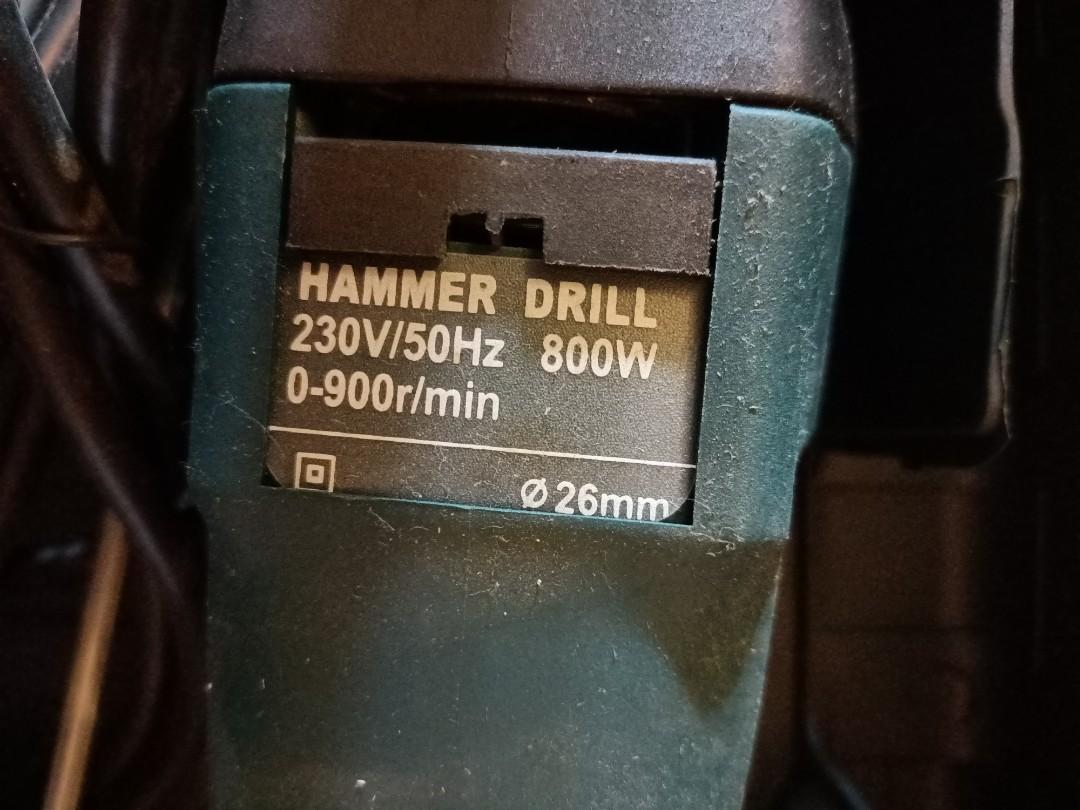 HAMMER DRILL
230V/50Hz 800W
0-900r/min
Ø 26mm